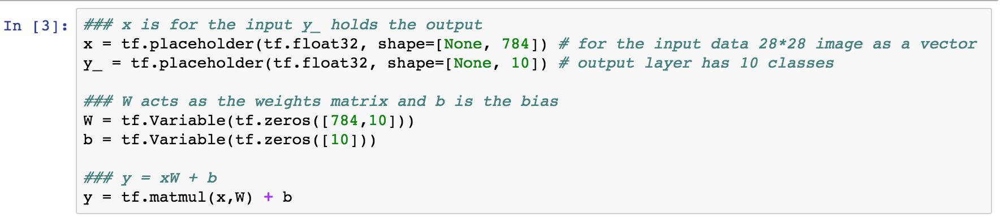 In [3]:
### x is for the input y_ holds the output
x = tf.placeholder(tf.float32, shape=[None, 784]) # for the input data 28*28 image as a vector
y_ = tf.placeholder(tf.float32, shape=[None, 10]) # output layer has 10 classes
### W acts as the weights matrix and b is the bias
W = tf.Variable(tf.zeros([784,10]))
b = tf.Variable(tf.zeros([10]))
### y = xW + b
y = tf.matmul(x,W) + b